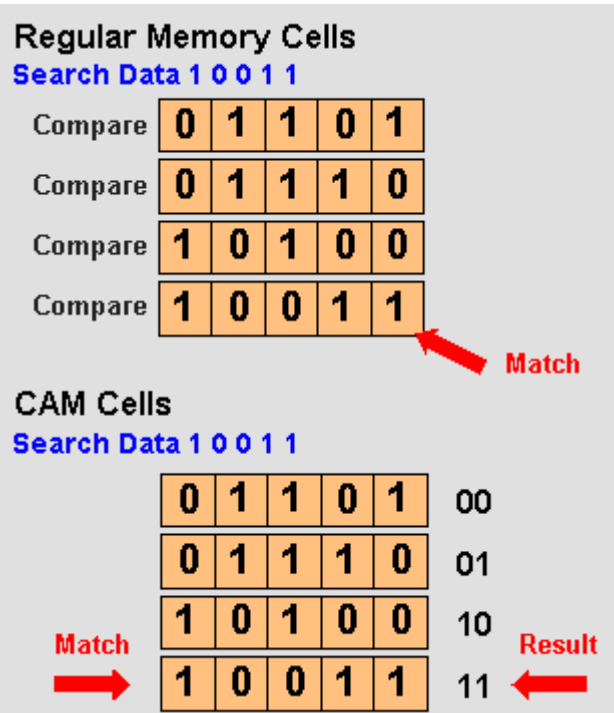 Regular Memory Cells
Search Data 1 0 0 1 1
Compare 0 1 1 0 1
Compare 0 1 1 1 0
Compare 1 0 1 0 0
Compare 1 0 0 1 1
Match
CAM Cells
Search Data 1 0 0 1 1
0 1 1 0 1 00
0 1 1 1 0 01
1 0 1 0 0 10
Match Result
1 0 0 1 1 11